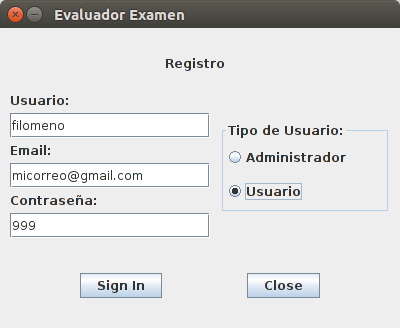 Evaluador Examen
Registro
Usuario:
filomeno
Email:
micorreo@gmail.com
Contraseña:
999
Tipo de Usuario:
Administrador
Usuario
Sign In
Close